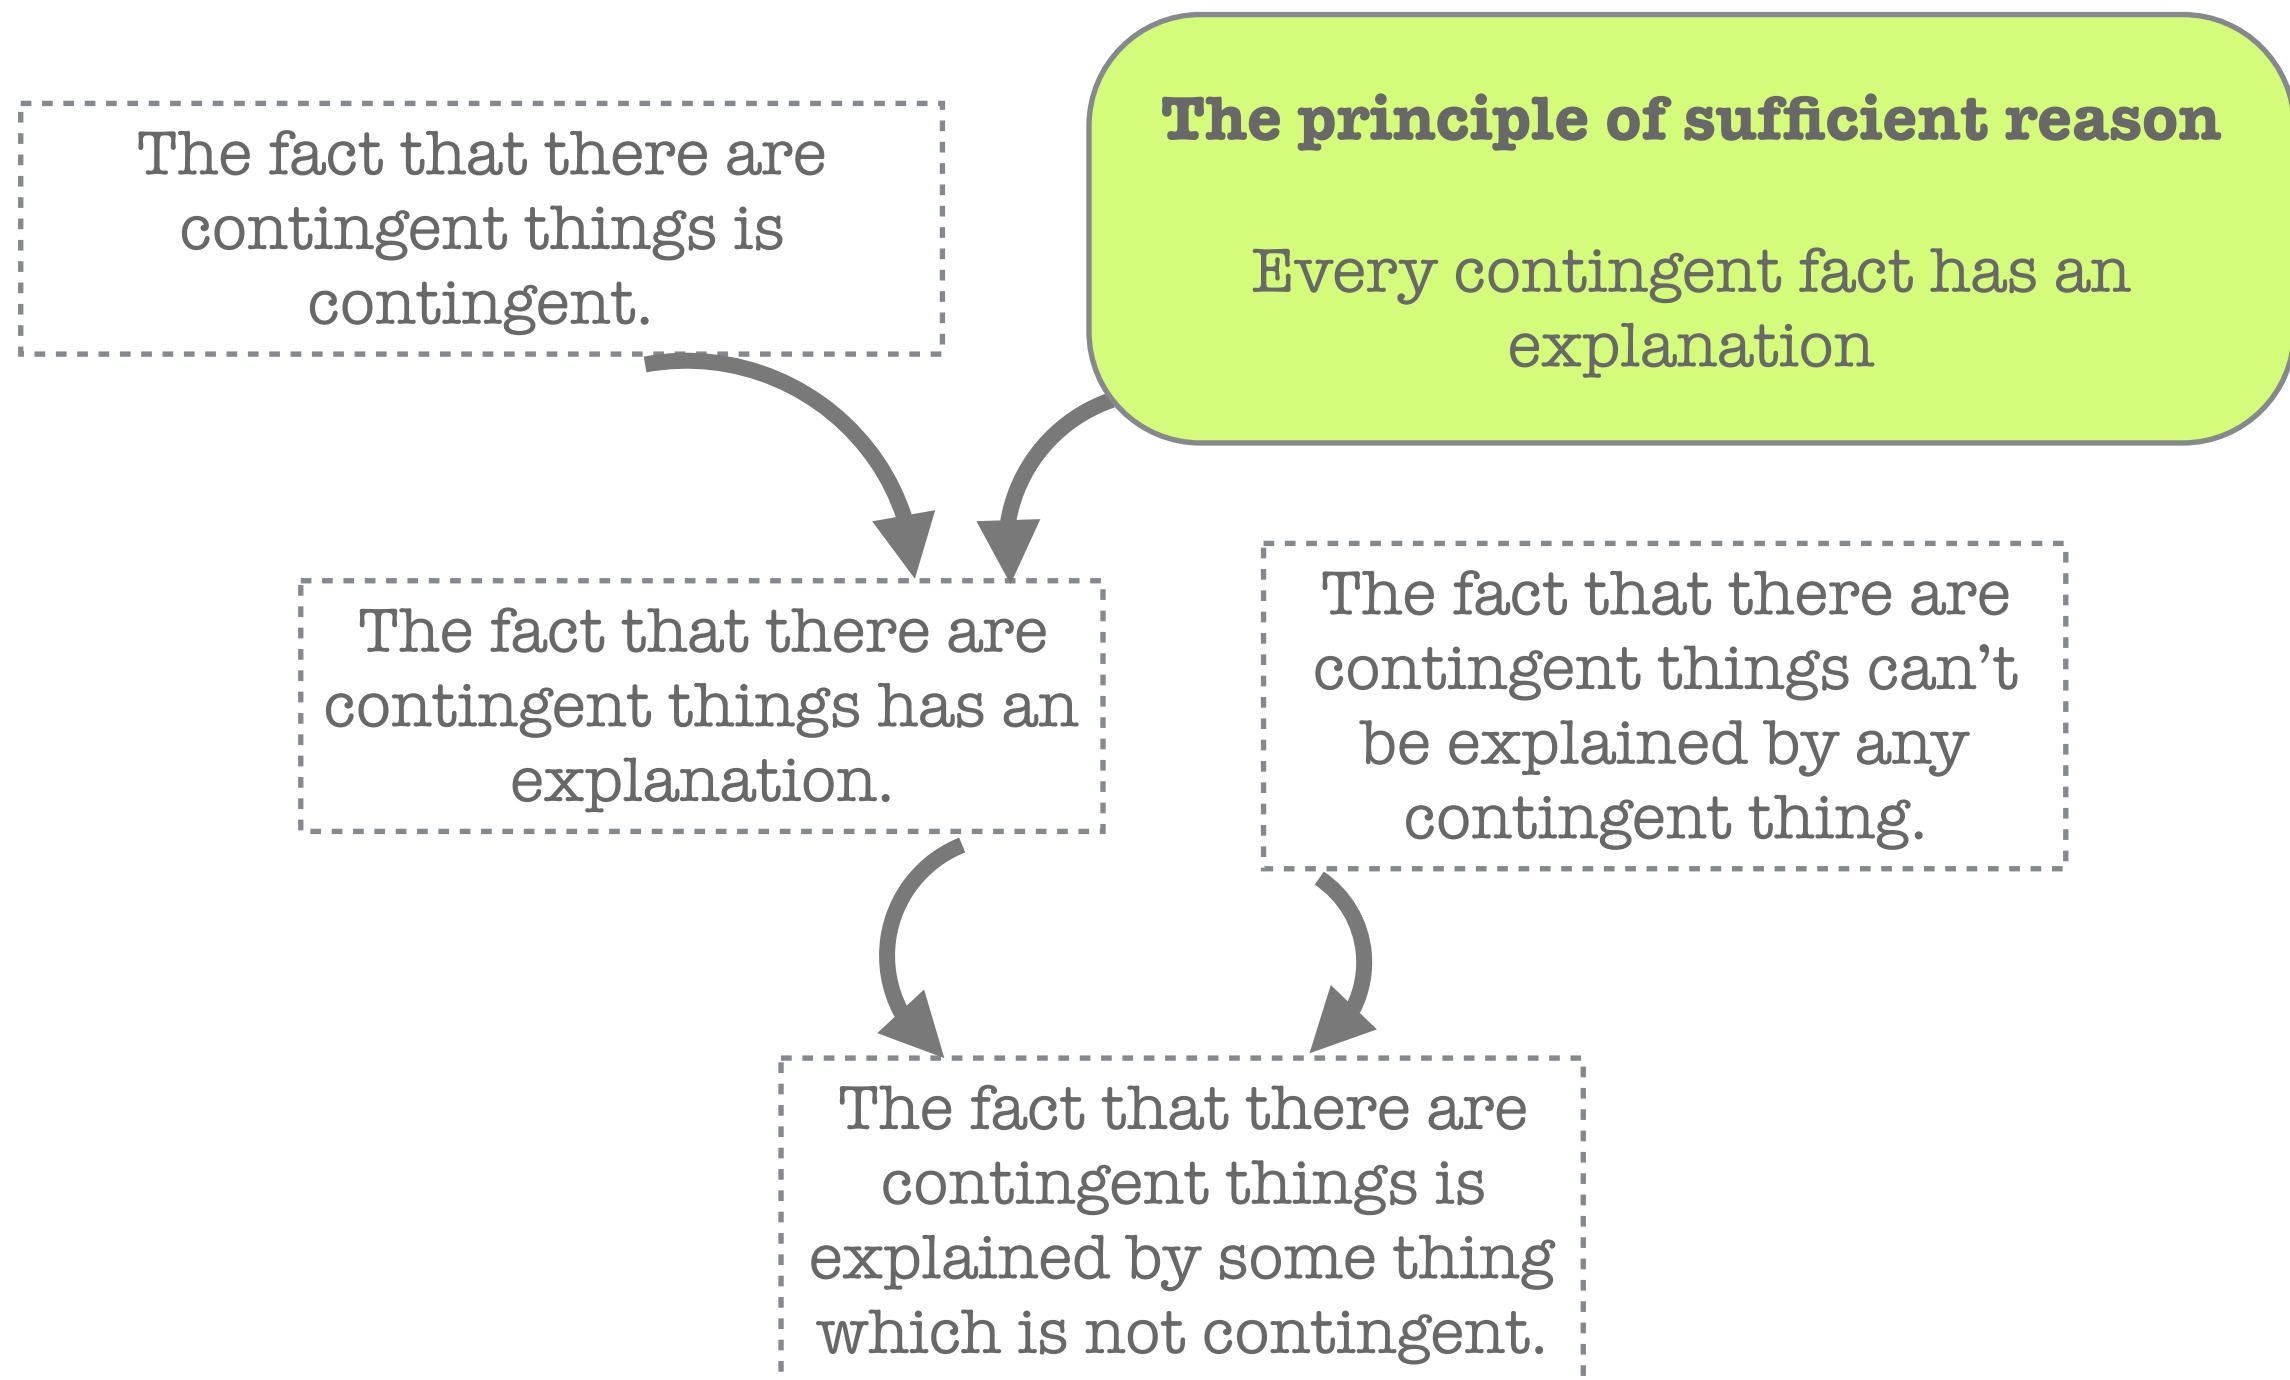 The fact that there are
contingent things is
contingent.
The principle of sufficient reason
Every contingent fact has an
explanation
The fact that there are
contingent things has an
explanation.
The fact that there are
contingent things can’t
be explained by any
contingent thing.
The fact that there are
contingent things is
explained by some thing
which is not contingent.